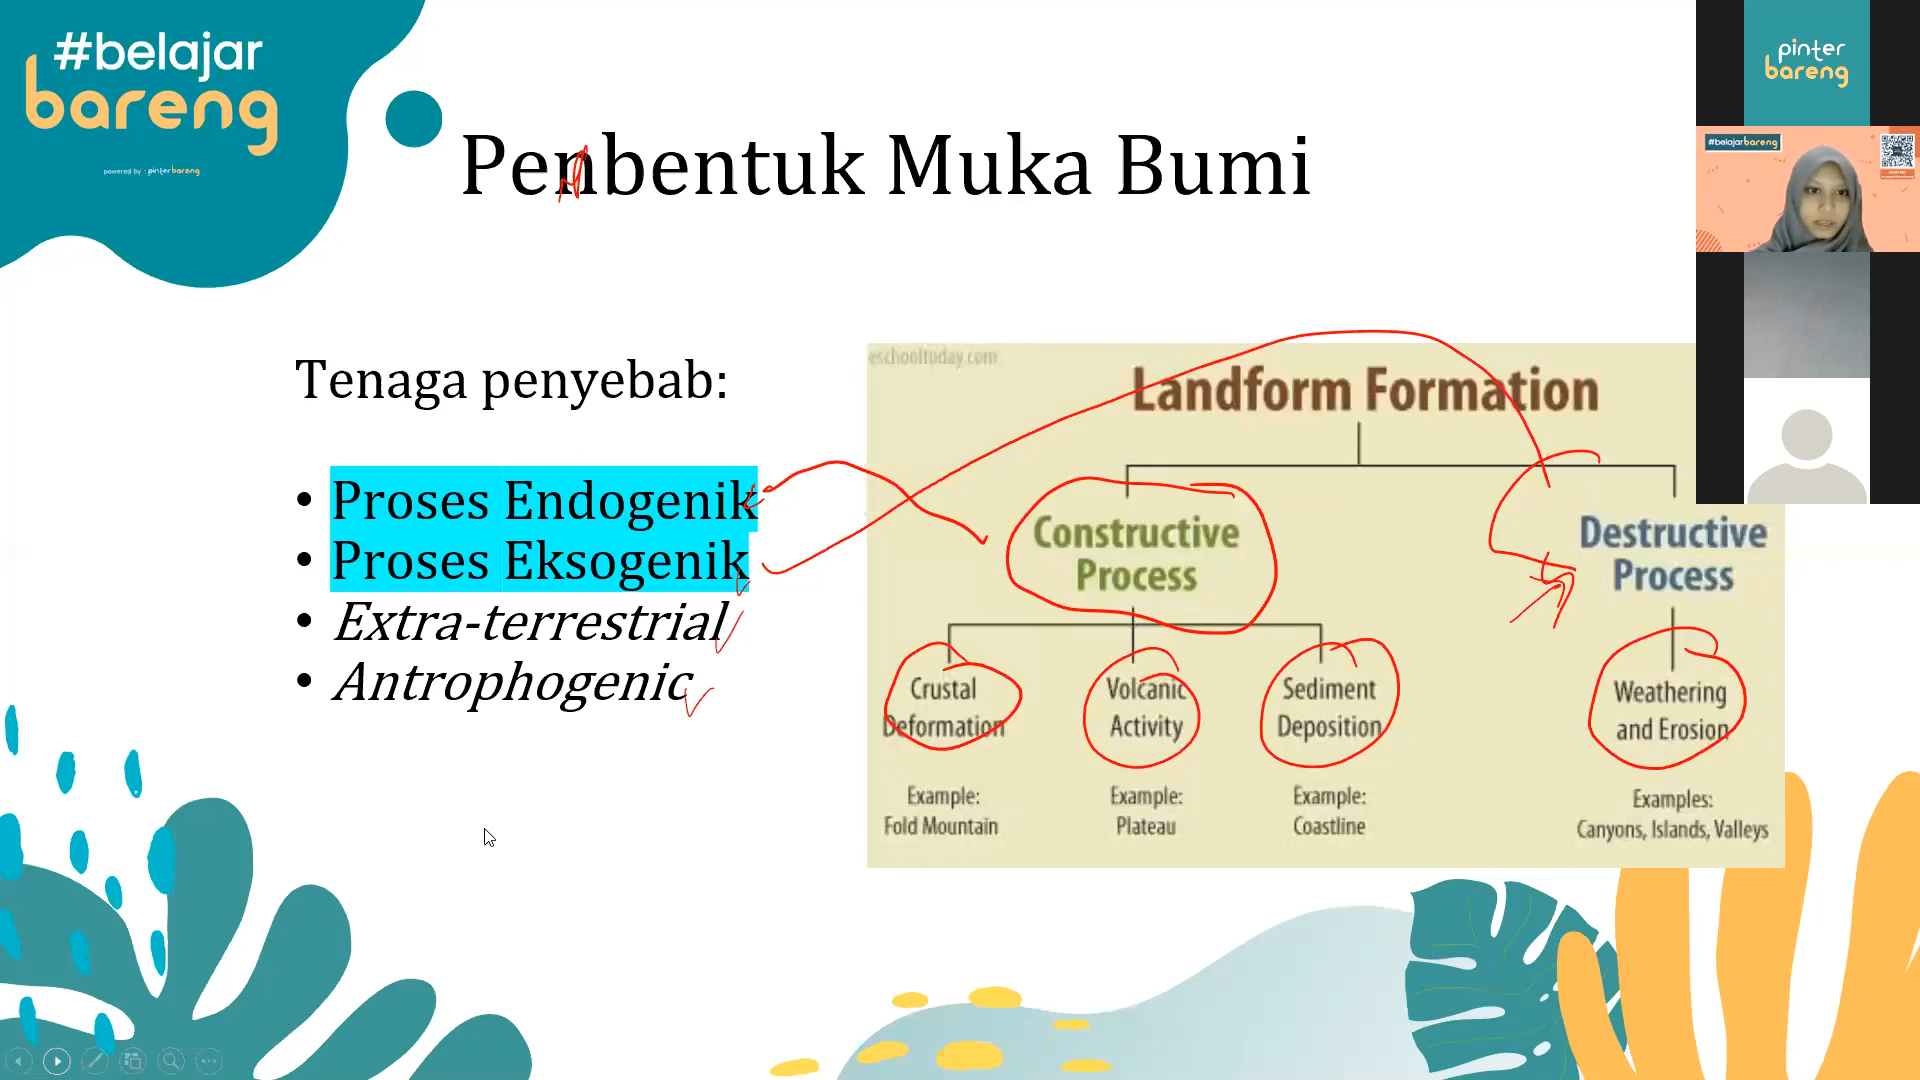 #belajar
bareng
powered by : pinterbareng
Penbentuk Muka Bumi
Tenaga penyebab:
• Proses Endogenik
• Proses Eksogenik
• Extra-terrestrial
• Antrophogenic
eschooltoday.com
Landform Formation
Constructive
Process
Destructive
Process
Crustal
Deformation
Volcanic
Activity
Sediment
Deposition
Weathering
and Erosion
Example:
Fold Mountain
Example:
Plateau
Example:
Coastline
Examples:
Canyons, Islands, Valleys
pinter
bareng
#belajarbareng